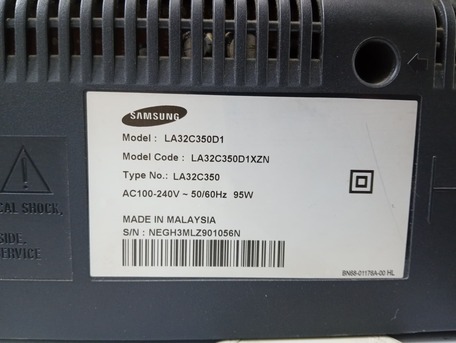 SAMSUNG
Model : LA32C350D1
Model Code : LA32C350D1XZN
Type No.: LA32C350
AC100-240V ~ 50/60Hz 95W
MADE IN MALAYSIA
S/N : NEGH3MLZ901056N
BN68-01178A-00 HL
CAL SHOCK,
SIDE,
SERVICE